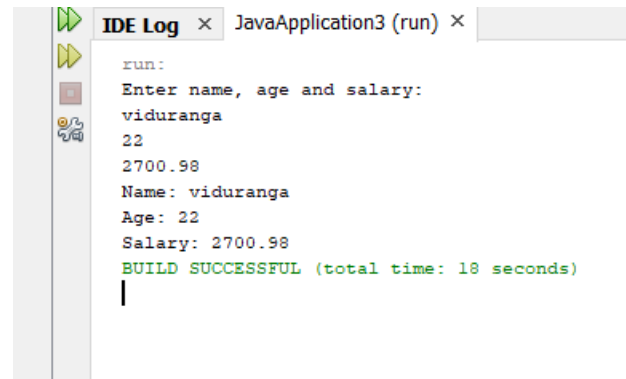 IDE Log × JavaApplication3 (run) ×
run:
Enter name, age and salary:
viduranga
22
2700.98
Name: viduranga
Age: 22
Salary: 2700.98
BUILD SUCCESSFUL (total time: 18 seconds)